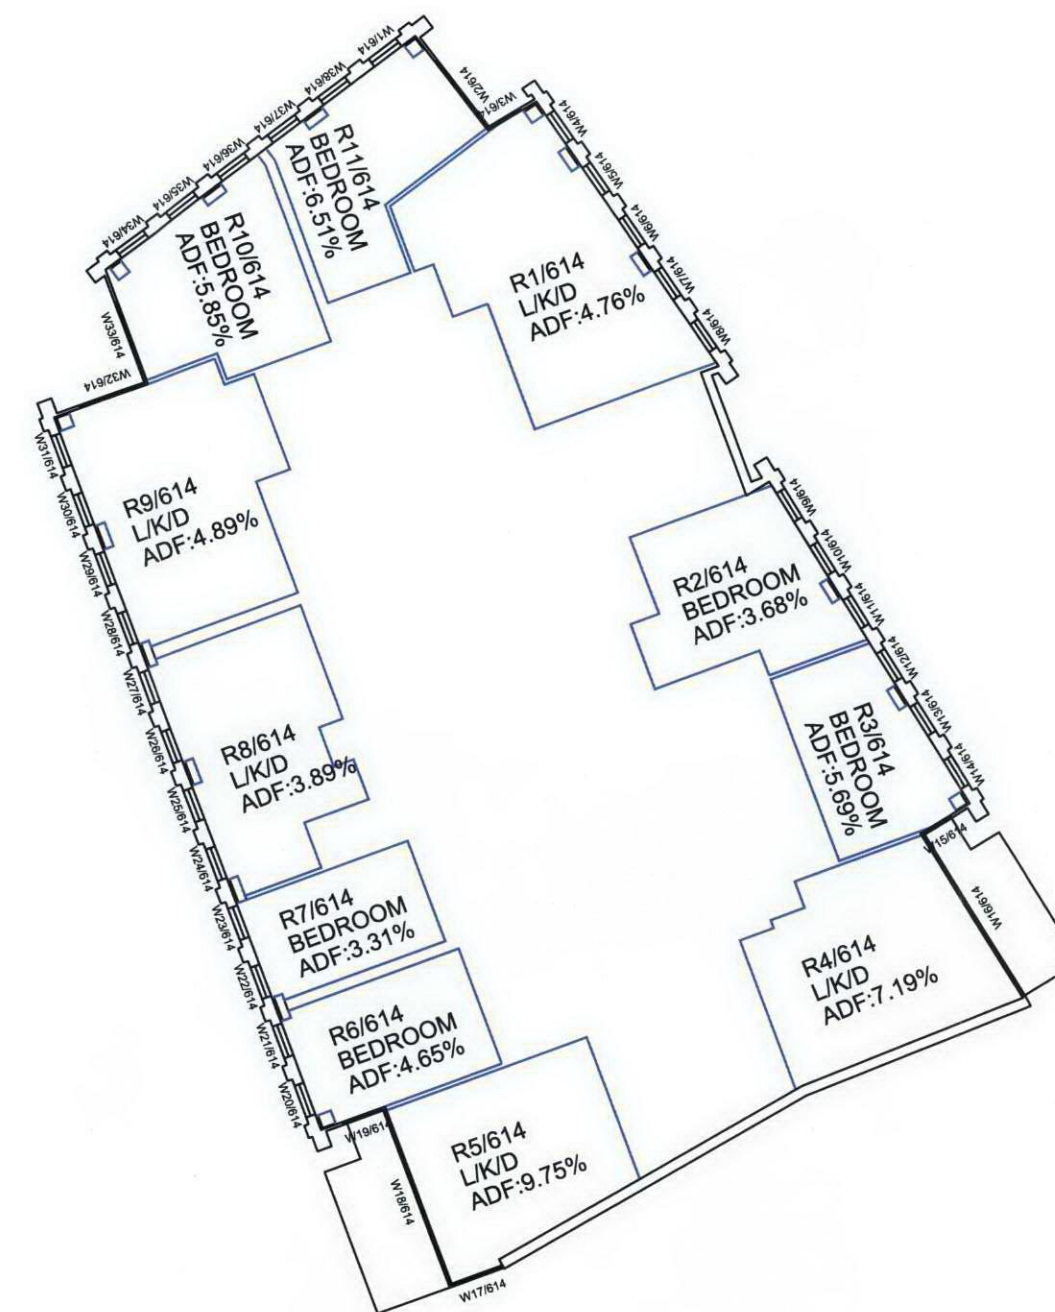 W1/614
W38/614
W37/614
W36/614
W35/614
W34/614
W2/614
W3/614
W4/614
W5/614
W6/614
W7/614
W8/614
R11/614
BEDROOM
ADF:6.51%
R10/614
BEDROOM
ADF:5.85%
R1/614
L/K/D
ADF:4.76%
W33/614
W32/614
W31/614
W30/614
W29/614
W28/614
W27/614
W26/614
W25/614
W24/614
W23/614
W22/614
W21/614
W20/614
R9/614
L/K/D
ADF:4.89%
W9/614
W10/614
W11/614
W12/614
W13/614
W14/614
R2/614
BEDROOM
ADF:3.68%
R3/614
BEDROOM
ADF:5.69%
R8/614
L/K/D
ADF:3.89%
W15/614
W16/614
R7/614
BEDROOM
ADF:3.31%
R4/614
L/K/D
ADF:7.19%
R6/614
BEDROOM
ADF:4.65%
W19/614
W18/614
R5/614
L/K/D
ADF:9.75%
W17/614